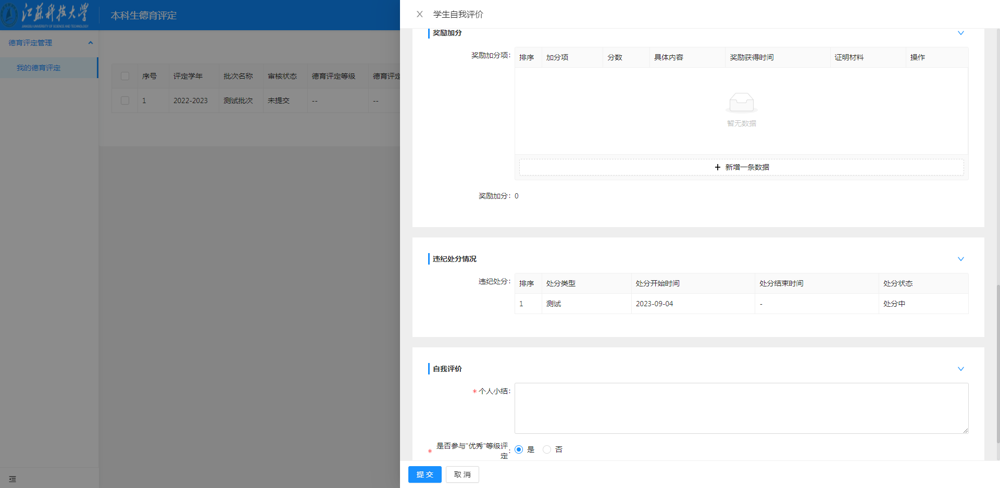 江苏科技大学
JIANGSU UNIVERSITY OF SCIENCE AND TECHNOLOGY
本科生德育评定
德育评定管理
我的德育评定
序号 评定学年 批次名称 审核状态 德育评定等级 德育评定
1 2022-2023 测试批次 未提交 -- --
学生自我评价
奖励加分
奖励加分项:
排序 加分项 分数 具体内容 奖励获得时间 证明材料 操作
暂无数据
+ 新增一条数据
奖励加分: 0
违纪处分情况
违纪处分:
排序 处分类型 处分开始时间 处分结束时间 处分状态
1 测试 2023-09-04 - 处分中
自我评价
* 个人小结:
* 是否参与"优秀"等级评
定:
是 否
提 交 取 消